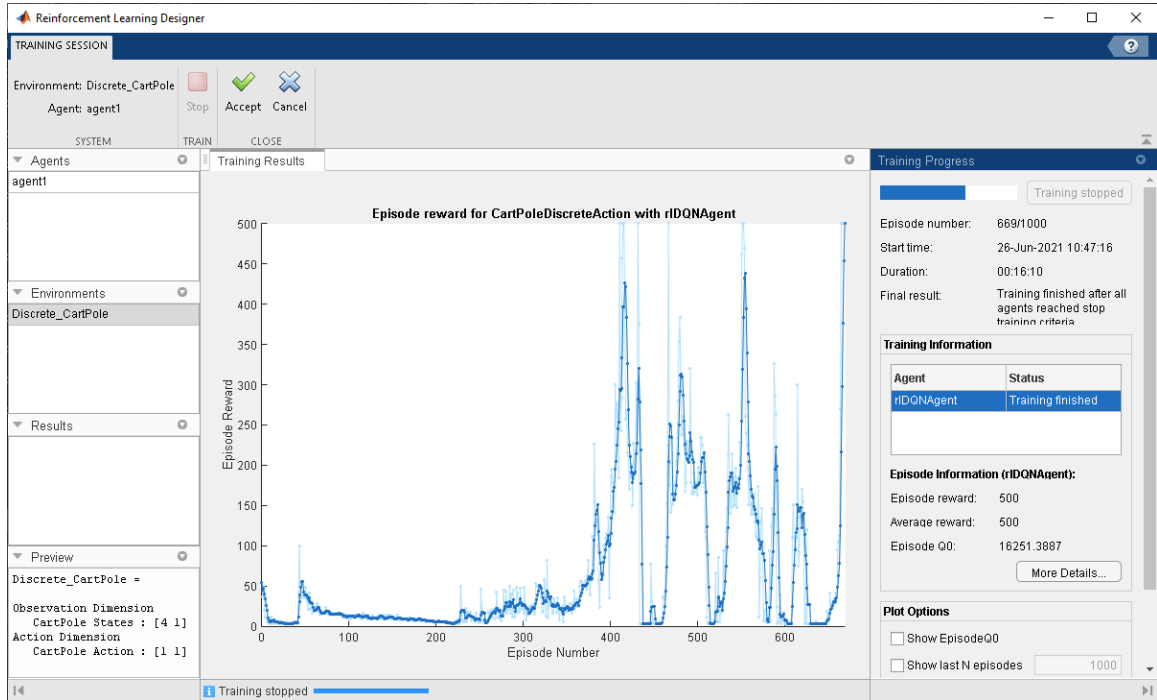 Reinforcement Learning Designer
TRAINING SESSION
?
Environment: Discrete_CartPole
Agent: agent1
Stop
Accept
Cancel
SYSTEM
TRAIN
CLOSE
Agents
agent1
Environments
Discrete_CartPole
Results
Preview
Discrete_CartPole =
Observation Dimension
CartPole States : [4 1]
Action Dimension
CartPole Action : [1 1]
Training Results
Episode reward for CartPoleDiscreteAction with rlDQNAgent
Episode Reward
500
450
400
350
300
250
200
150
100
50
0
0 100 200 300 400 500 600
Episode Number
Training Progress
Training stopped
Episode number: 669/1000
Start time: 26-Jun-2021 10:47:16
Duration: 00:16:10
Final result: Training finished after all
agents reached stop
training criteria
Training Information
Agent Status
rlDQNAgent Training finished
Episode Information (rlDQNAgent):
Episode reward: 500
Average reward: 500
Episode Q0: 16251.3887
More Details...
Plot Options
Show EpisodeQ0
Show last N episodes 1000
Training stopped